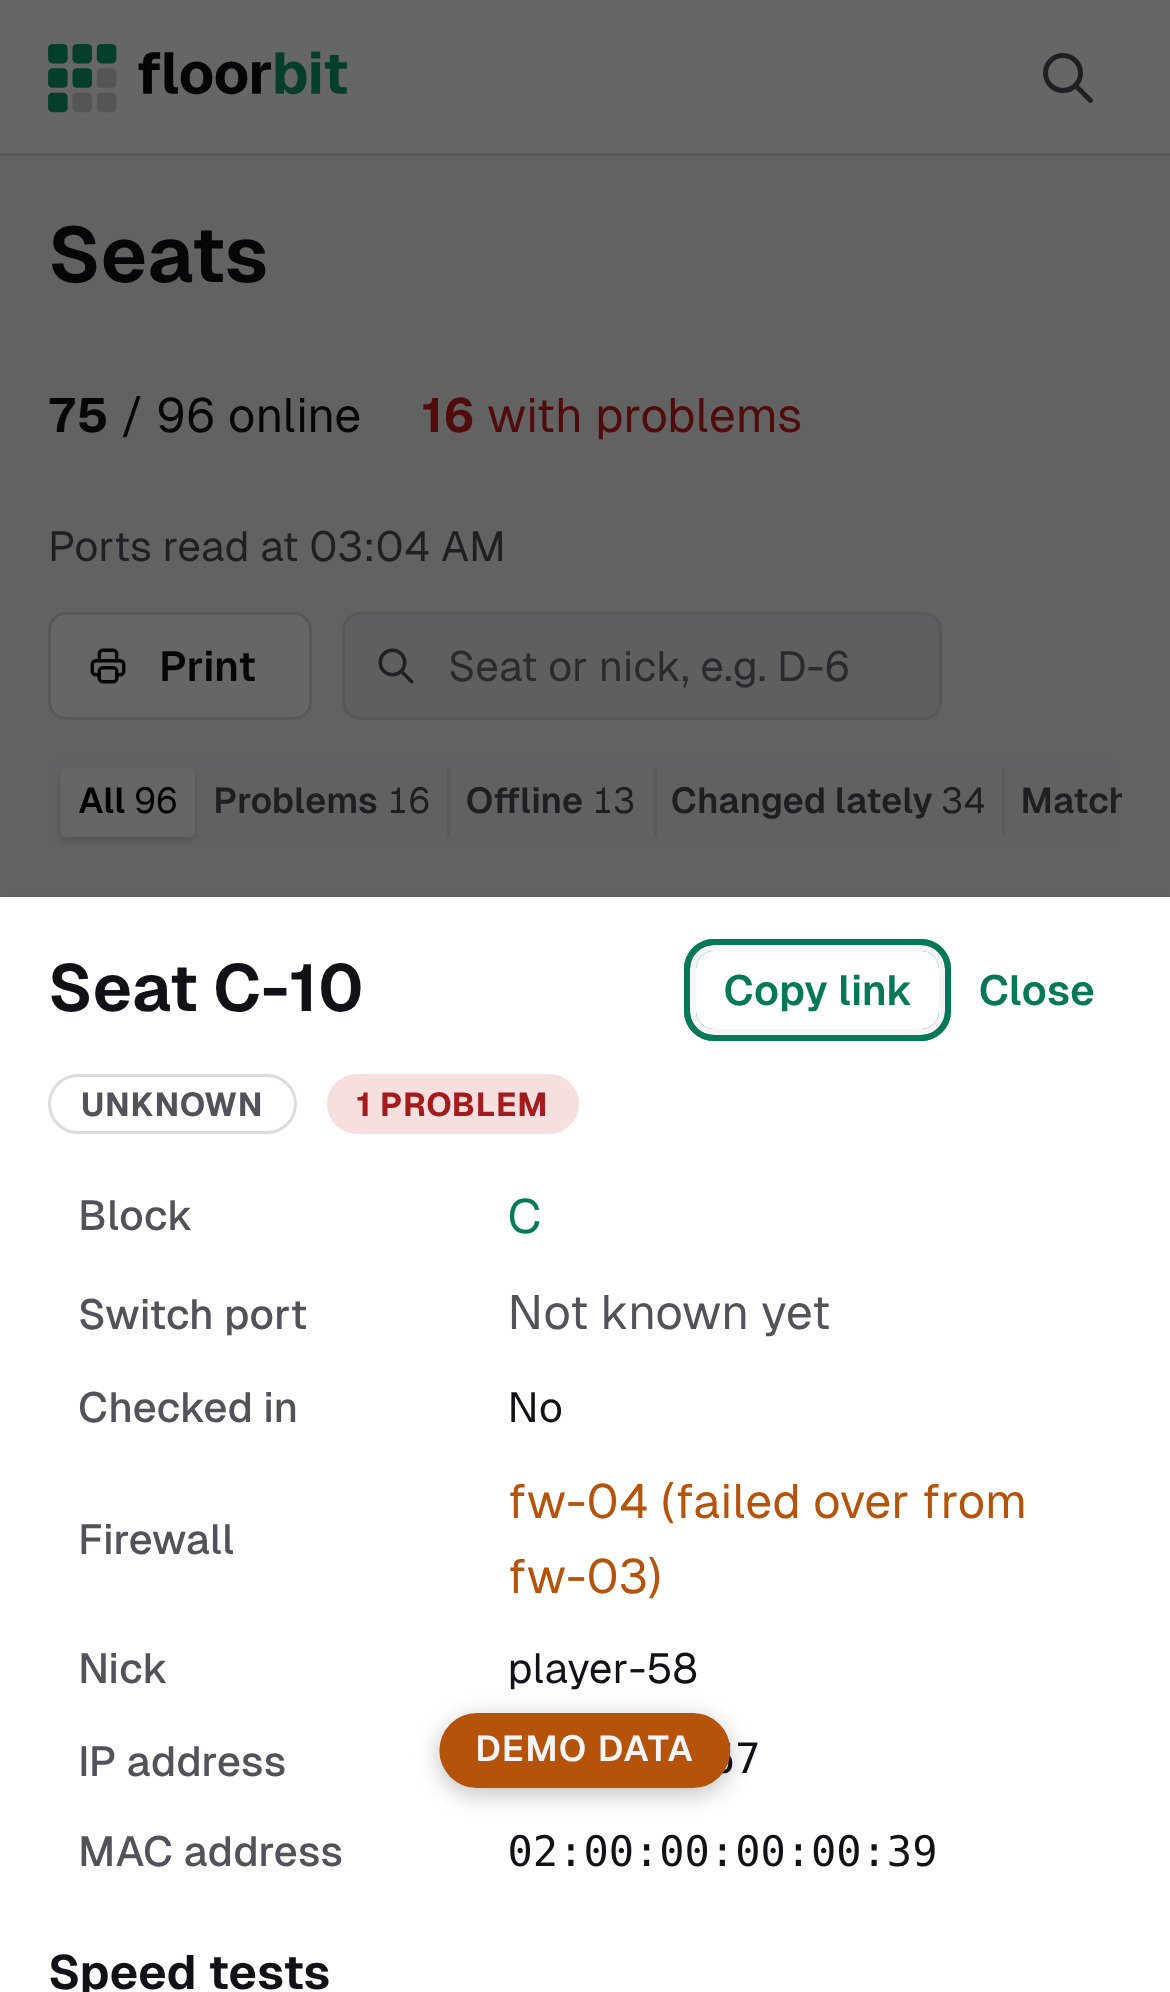 floorbit
Seats
75 / 96 online 16 with problems
Ports read at 03:04 AM
Print
Seat or nick, e.g. D-6
All 96 Problems 16 Offline 13 Changed lately 34 Match
Seat C-10 Copy link Close
UNKNOWN 1 PROBLEM
Block C
Switch port Not known yet
Checked in No
Firewall fw-04 (failed over from
fw-03)
Nick player-58
IP address
DEMO DATA
MAC address 02:00:00:00:00:39
Speed tests